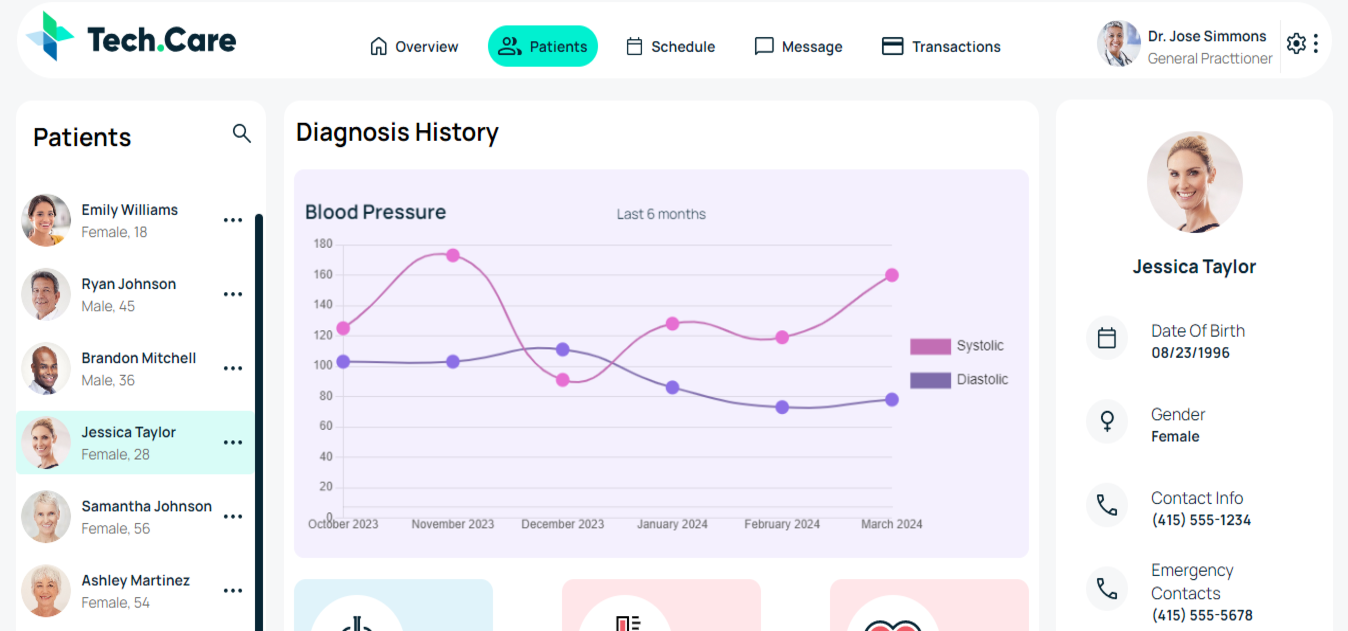 Tech.Care
Overview
Patients
Schedule
Message
Transactions
Dr. Jose Simmons
General Practtioner
Patients
Emily Williams
Female, 18
Ryan Johnson
Male, 45
Brandon Mitchell
Male, 36
Jessica Taylor
Female, 28
Samantha Johnson
Female, 56
Ashley Martinez
Female, 54
Diagnosis History
Blood Pressure
Last 6 months
180
160
140
120
100
80
60
40
20
0
October 2023
November 2023
December 2023
January 2024
February 2024
March 2024
Systolic
Diastolic
Jessica Taylor
Date Of Birth
08/23/1996
Gender
Female
Contact Info
(415) 555-1234
Emergency
Contacts
(415) 555-5678